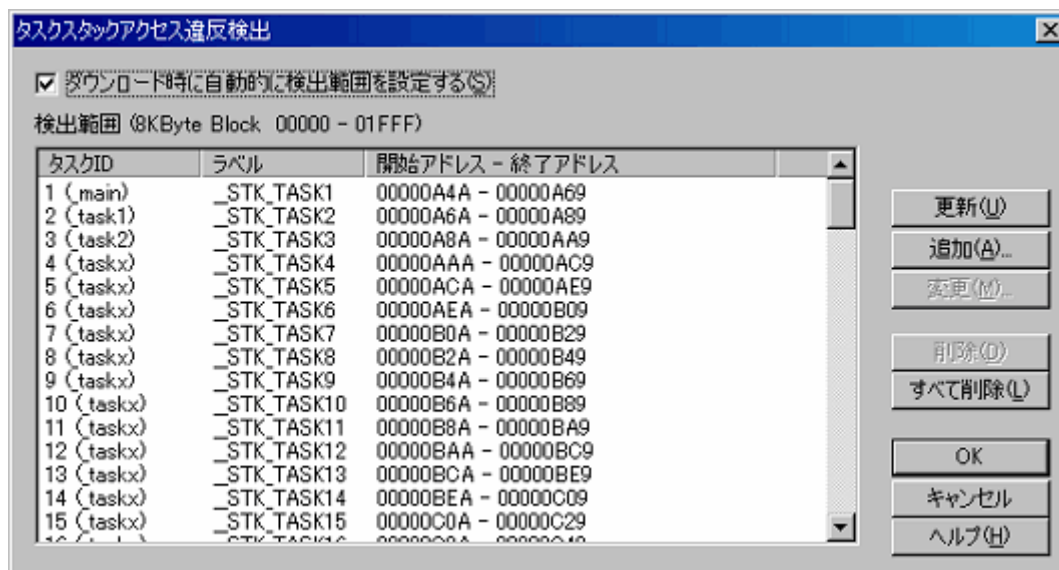 タスクスタックアクセス違反検出
ダウンロード時に自動的に検出範囲を設定する(S)
検出範囲 (8KByte Block 00000 - 01FFF)
タスクID ラベル 開始アドレス - 終了アドレス
1 (_main) _STK_TASK1 00000A4A - 00000A69
2 (_task1) _STK_TASK2 00000A6A - 00000A89
3 (_task2) _STK_TASK3 00000A8A - 00000AA9
4 (_taskx) _STK_TASK4 00000AAA - 00000AC9
5 (_taskx) _STK_TASK5 00000ACA - 00000AE9
6 (_taskx) _STK_TASK6 00000AEA - 00000B09
7 (_taskx) _STK_TASK7 00000B0A - 00000B29
8 (_taskx) _STK_TASK8 00000B2A - 00000B49
9 (_taskx) _STK_TASK9 00000B4A - 00000B69
10 (_taskx) _STK_TASK10 00000B6A - 00000B89
11 (_taskx) _STK_TASK11 00000B8A - 00000BA9
12 (_taskx) _STK_TASK12 00000BAA - 00000BC9
13 (_taskx) _STK_TASK13 00000BCA - 00000BE9
14 (_taskx) _STK_TASK14 00000BEA - 00000C09
15 (_taskx) _STK_TASK15 00000C0A - 00000C29
更新(U)
追加(A)...
変更(M)...
削除(D)
すべて削除(L)
OK
キャンセル
ヘルプ(H)